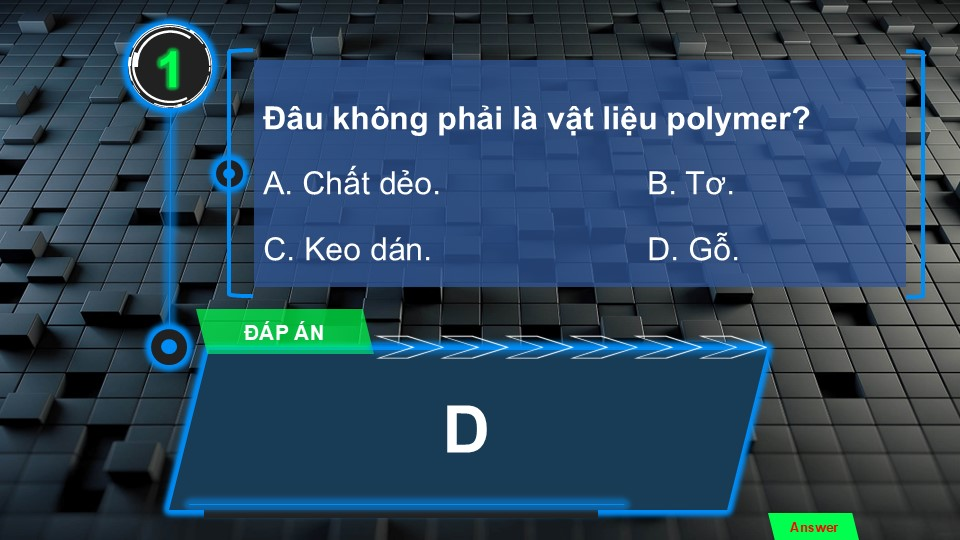 1
Đâu không phải là vật liệu polymer?
A. Chất dẻo. B. Tơ.
C. Keo dán. D. Gỗ.
ĐÁP ÁN
D
Answer